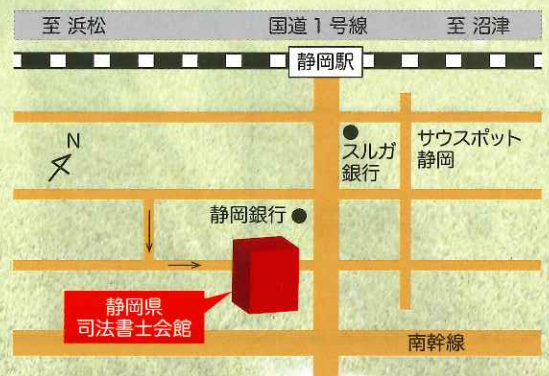 至 浜松
国道1号線
至 沼津
静岡駅
N
スルガ
銀行
サウスポット
静岡
静岡銀行
静岡県
司法書士会館
南幹線